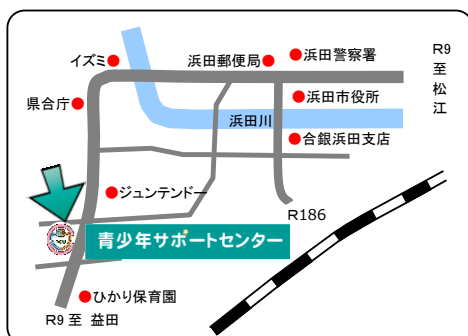 イズミ
浜田郵便局
浜田警察署
R9
至
松
江
県合庁
浜田市役所
浜田川
合銀浜田支店
ジュンテンドー
R186
青少年サポートセンター
ひかり保育園
R9 至 益田